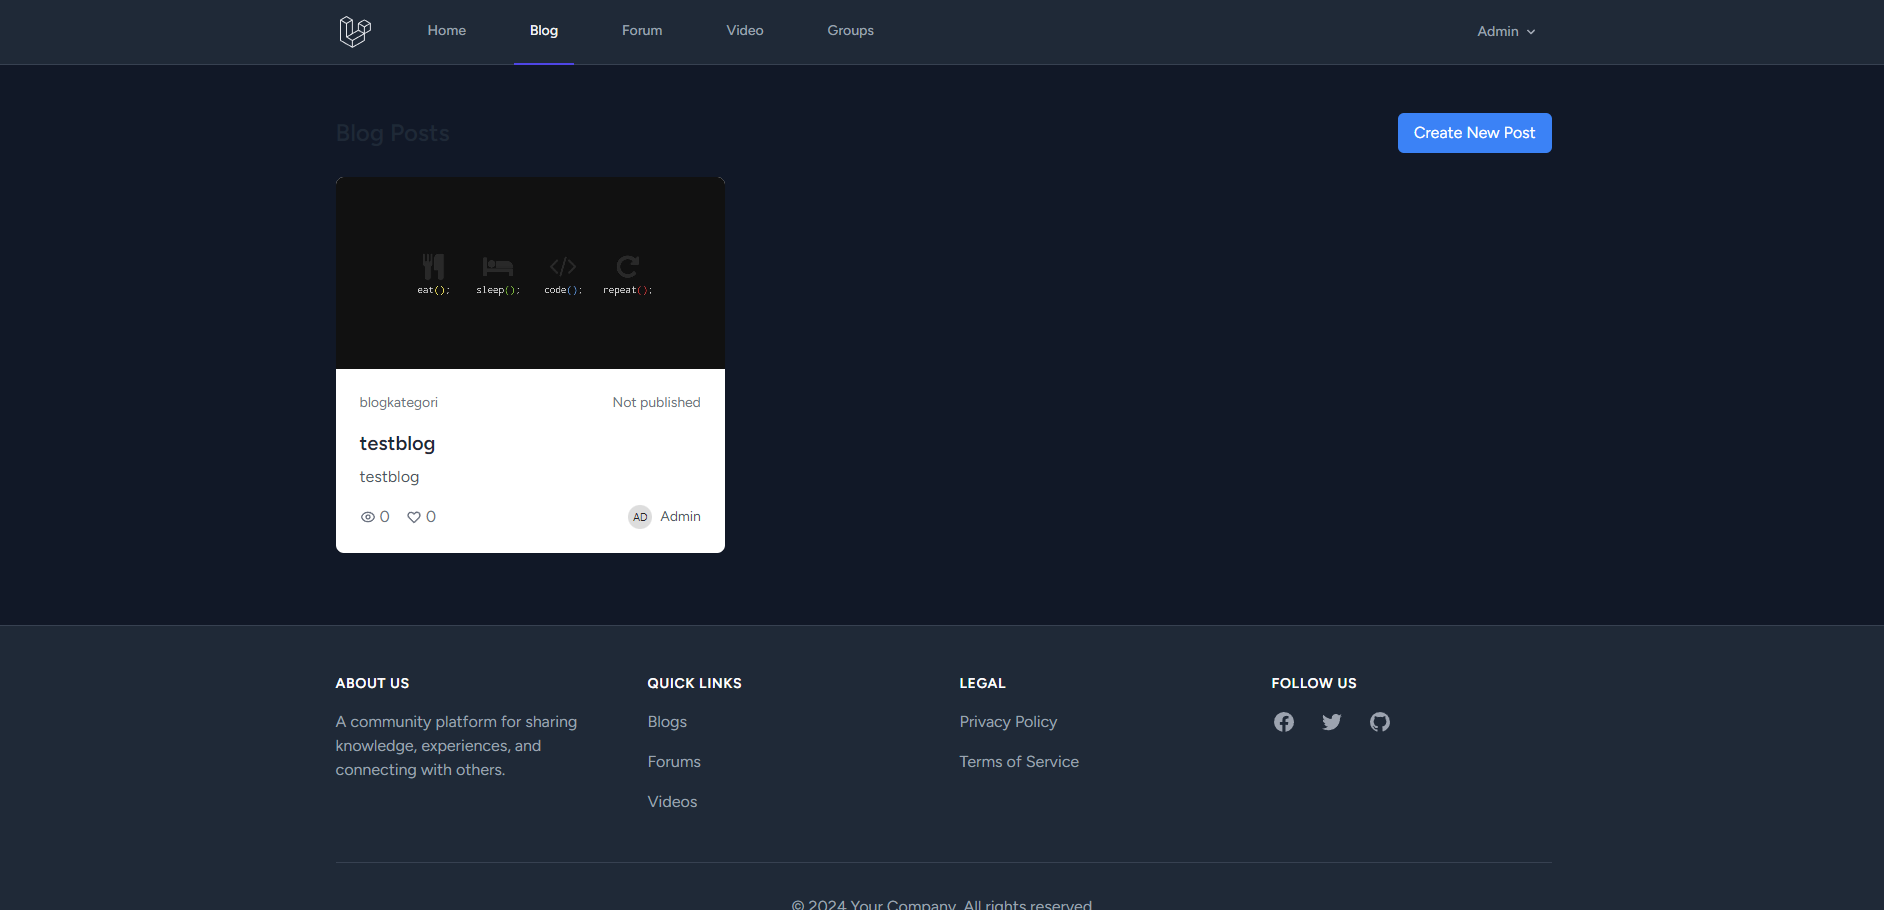 Home Blog Forum Video Groups Admin
Blog Posts
Create New Post
eat(); sleep(); code(); repeat();
blogkategori Not published
testblog
testblog
0 0 AD Admin
ABOUT US
A community platform for sharing
knowledge, experiences, and
connecting with others.
QUICK LINKS
Blogs
Forums
Videos
LEGAL
Privacy Policy
Terms of Service
FOLLOW US
© 2024 Your Company. All rights reserved.